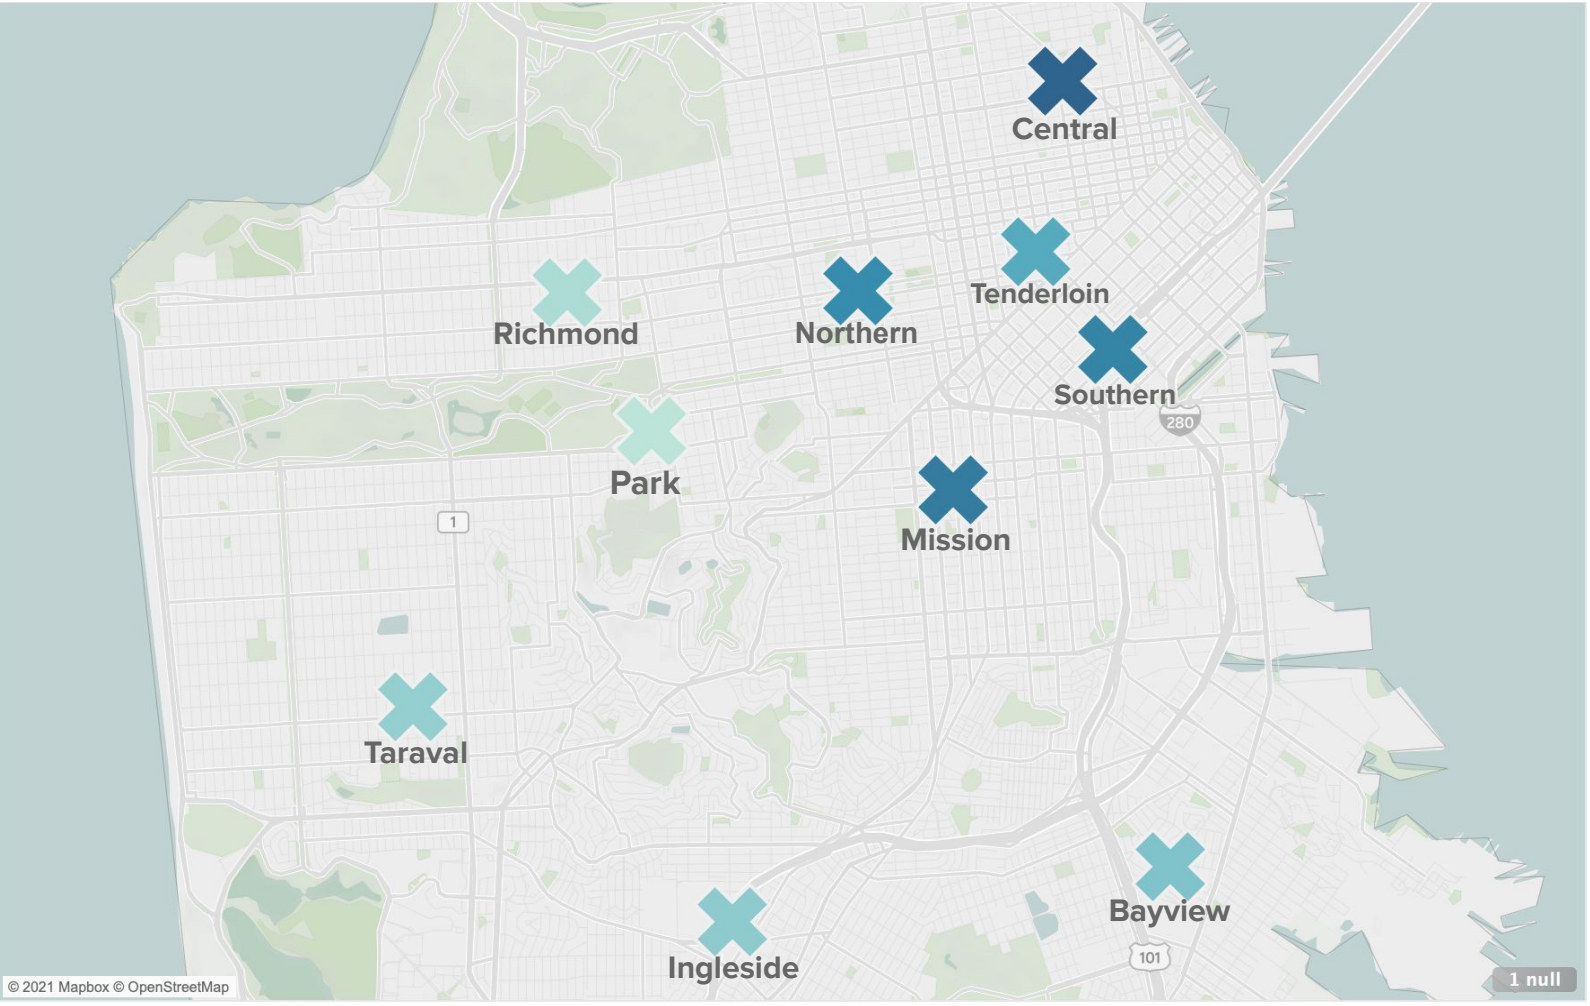 Central
Tenderloin
Richmond
Northern
Southern
280
Park
1
Mission
Taraval
Bayview
101
Ingleside
© 2021 Mapbox © OpenStreetMap
1 null